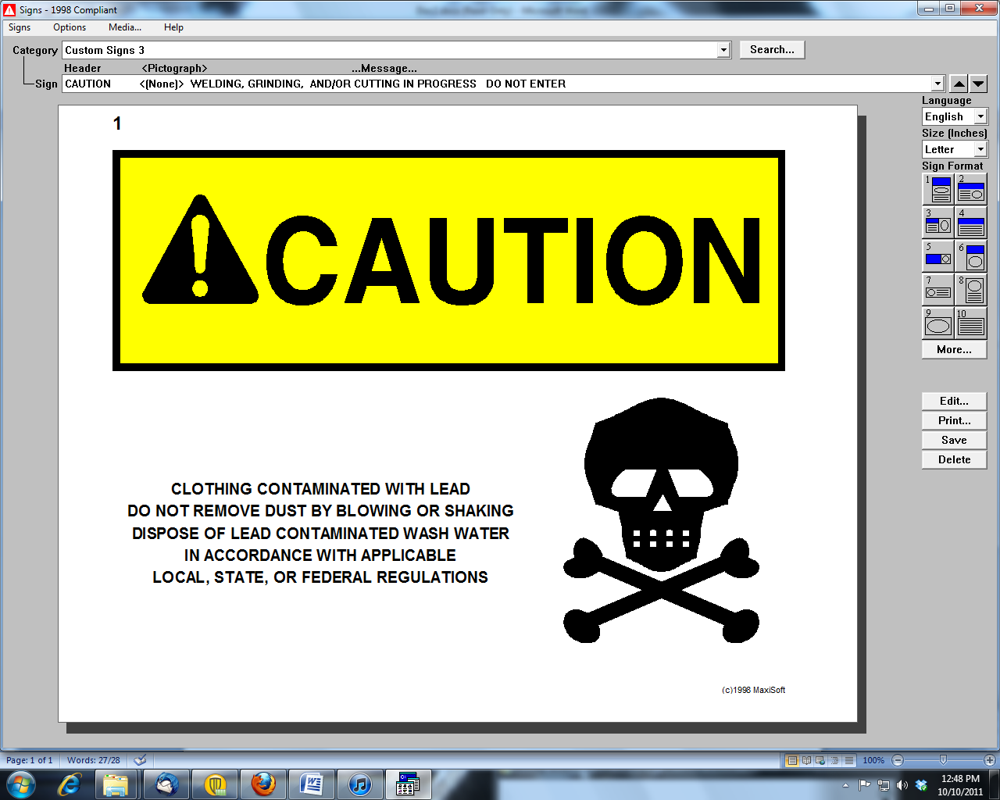 Signs - 1998 Compliant
Signs Options Media... Help
Category Custom Signs 3 Search...
Header <Pictograph> ...Message...
Sign CAUTION <(None)> WELDING, GRINDING, AND/OR CUTTING IN PROGRESS DO NOT ENTER
Language
English
Size (Inches)
Letter
Sign Format
1 2
3 4
5 6
7 8
9 10
More...
Edit...
Print...
Save
Delete
1
CAUTION
CLOTHING CONTAMINATED WITH LEAD
DO NOT REMOVE DUST BY BLOWING OR SHAKING
DISPOSE OF LEAD CONTAMINATED WASH WATER
IN ACCORDANCE WITH APPLICABLE
LOCAL, STATE, OR FEDERAL REGULATIONS
(c)1998 MaxiSoft
Page: 1 of 1 Words: 27/28 100%
12:48 PM
10/10/2011